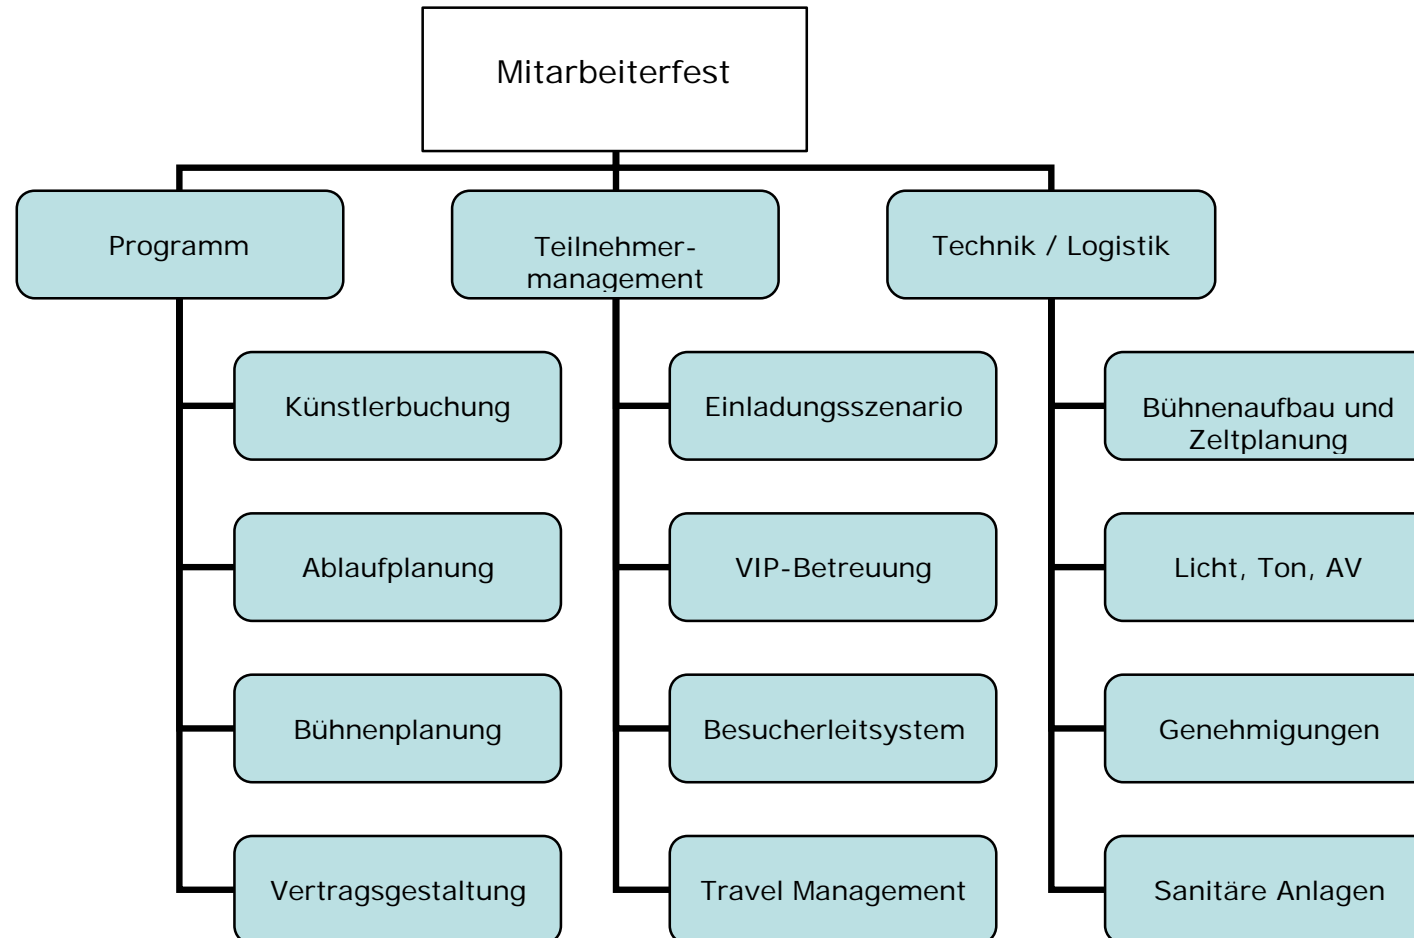 Mitarbeiterfest
Programm
Teilnehmer-
management
Technik / Logistik
Künstlerbuchung
Einladungsszenario
Bühnenaufbau und
Zeltplanung
Ablaufplanung
VIP-Betreuung
Licht, Ton, AV
Bühnenplanung
Besucherleitsystem
Genehmigungen
Vertragsgestaltung
Travel Management
Sanitäre Anlagen